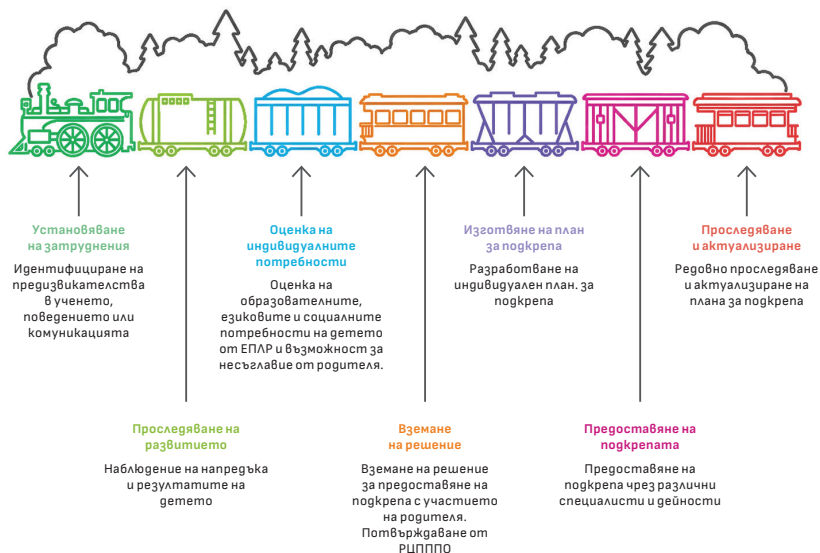 Установяване
на затруднения
Идентифициране на
предизвикателства
в ученето,
поведението или
комуникацията
Оценка на
индивидуалните
потребности
Оценка на
образователните,
езиковите и социалните
потребности на детето
от ЕПЛР и възможност за
несъгласие от родителя.
Изготвяне на план
за подкрепа
Разработване на
индивидуален план. за
подкрепа
Проследяване
и актуализиране
Редовно проследяване
и актуализиране на
плана за подкрепа
Проследяване на
развитието
Наблюдение на напредъка
и резултатите на
детето
Вземане
на решение
Вземане на решение
за предоставяне на
подкрепа с участието
на родителя.
Потвърждаване от
РЦПППО
Предоставяне на
подкрепата
Предоставяне на
подкрепа чрез различни
специалисти и дейности